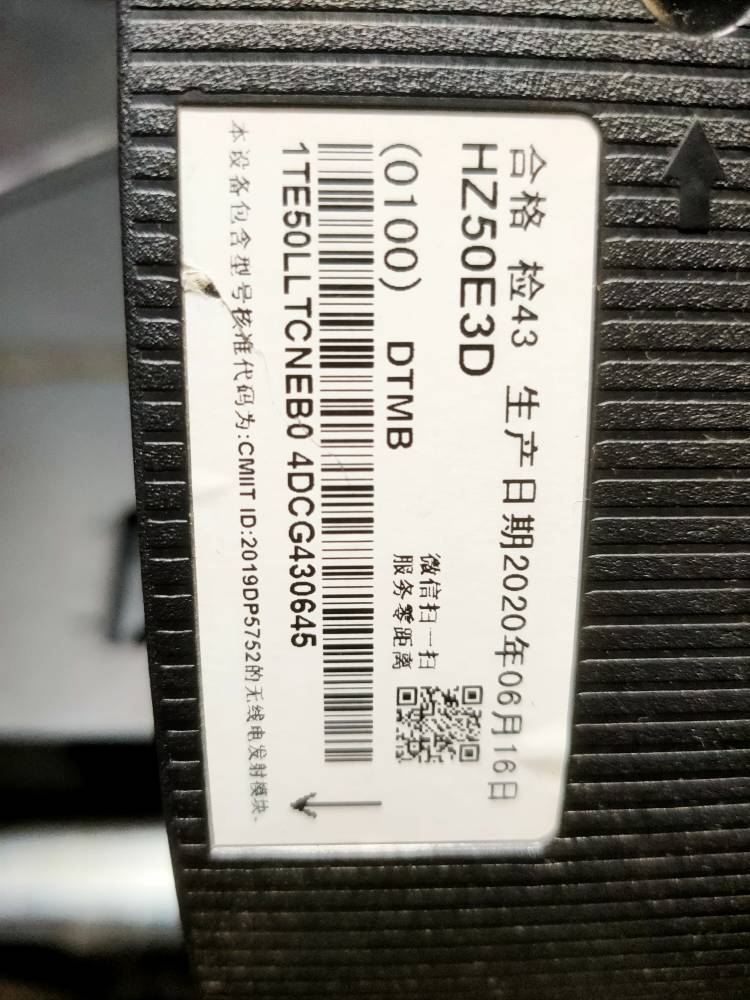 合格 检43 生产日期2020年06月16日
HZ50E3D
(0100) DTMB
微信扫一扫
服务零距离
1TE50LLTCNEB0 4DCG430645
本设备包含型号核准代码为:CMIIT ID:2019DP5752的无线电发射模块。